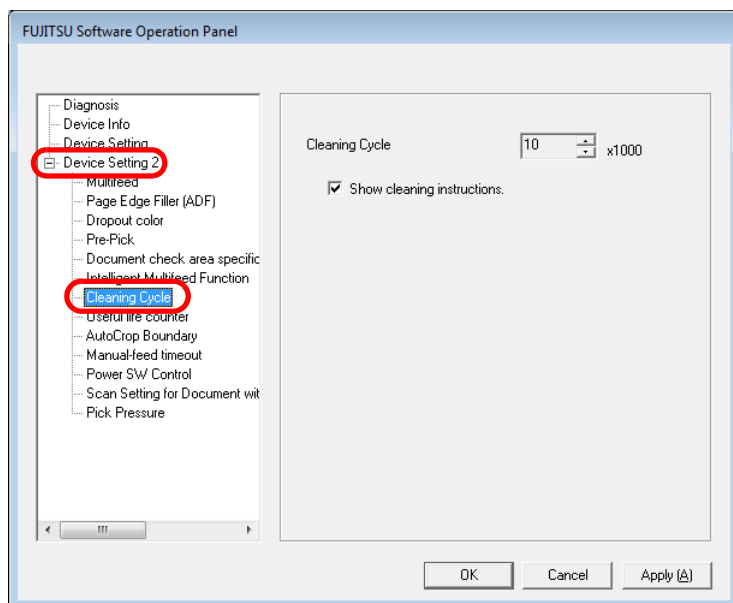 FUJITSU Software Operation Panel
Diagnosis
Device Info
Device Setting
Device Setting 2
Multifeed
Page Edge Filler (ADF)
Dropout color
Pre-Pick
Document check area specific
Intelligent Multifeed Function
Cleaning Cycle
Useful life counter
AutoCrop Boundary
Manual-feed timeout
Power SW Control
Scan Setting for Document wit
Pick Pressure
Cleaning Cycle 10 x1000
Show cleaning instructions.
OK Cancel Apply (A)